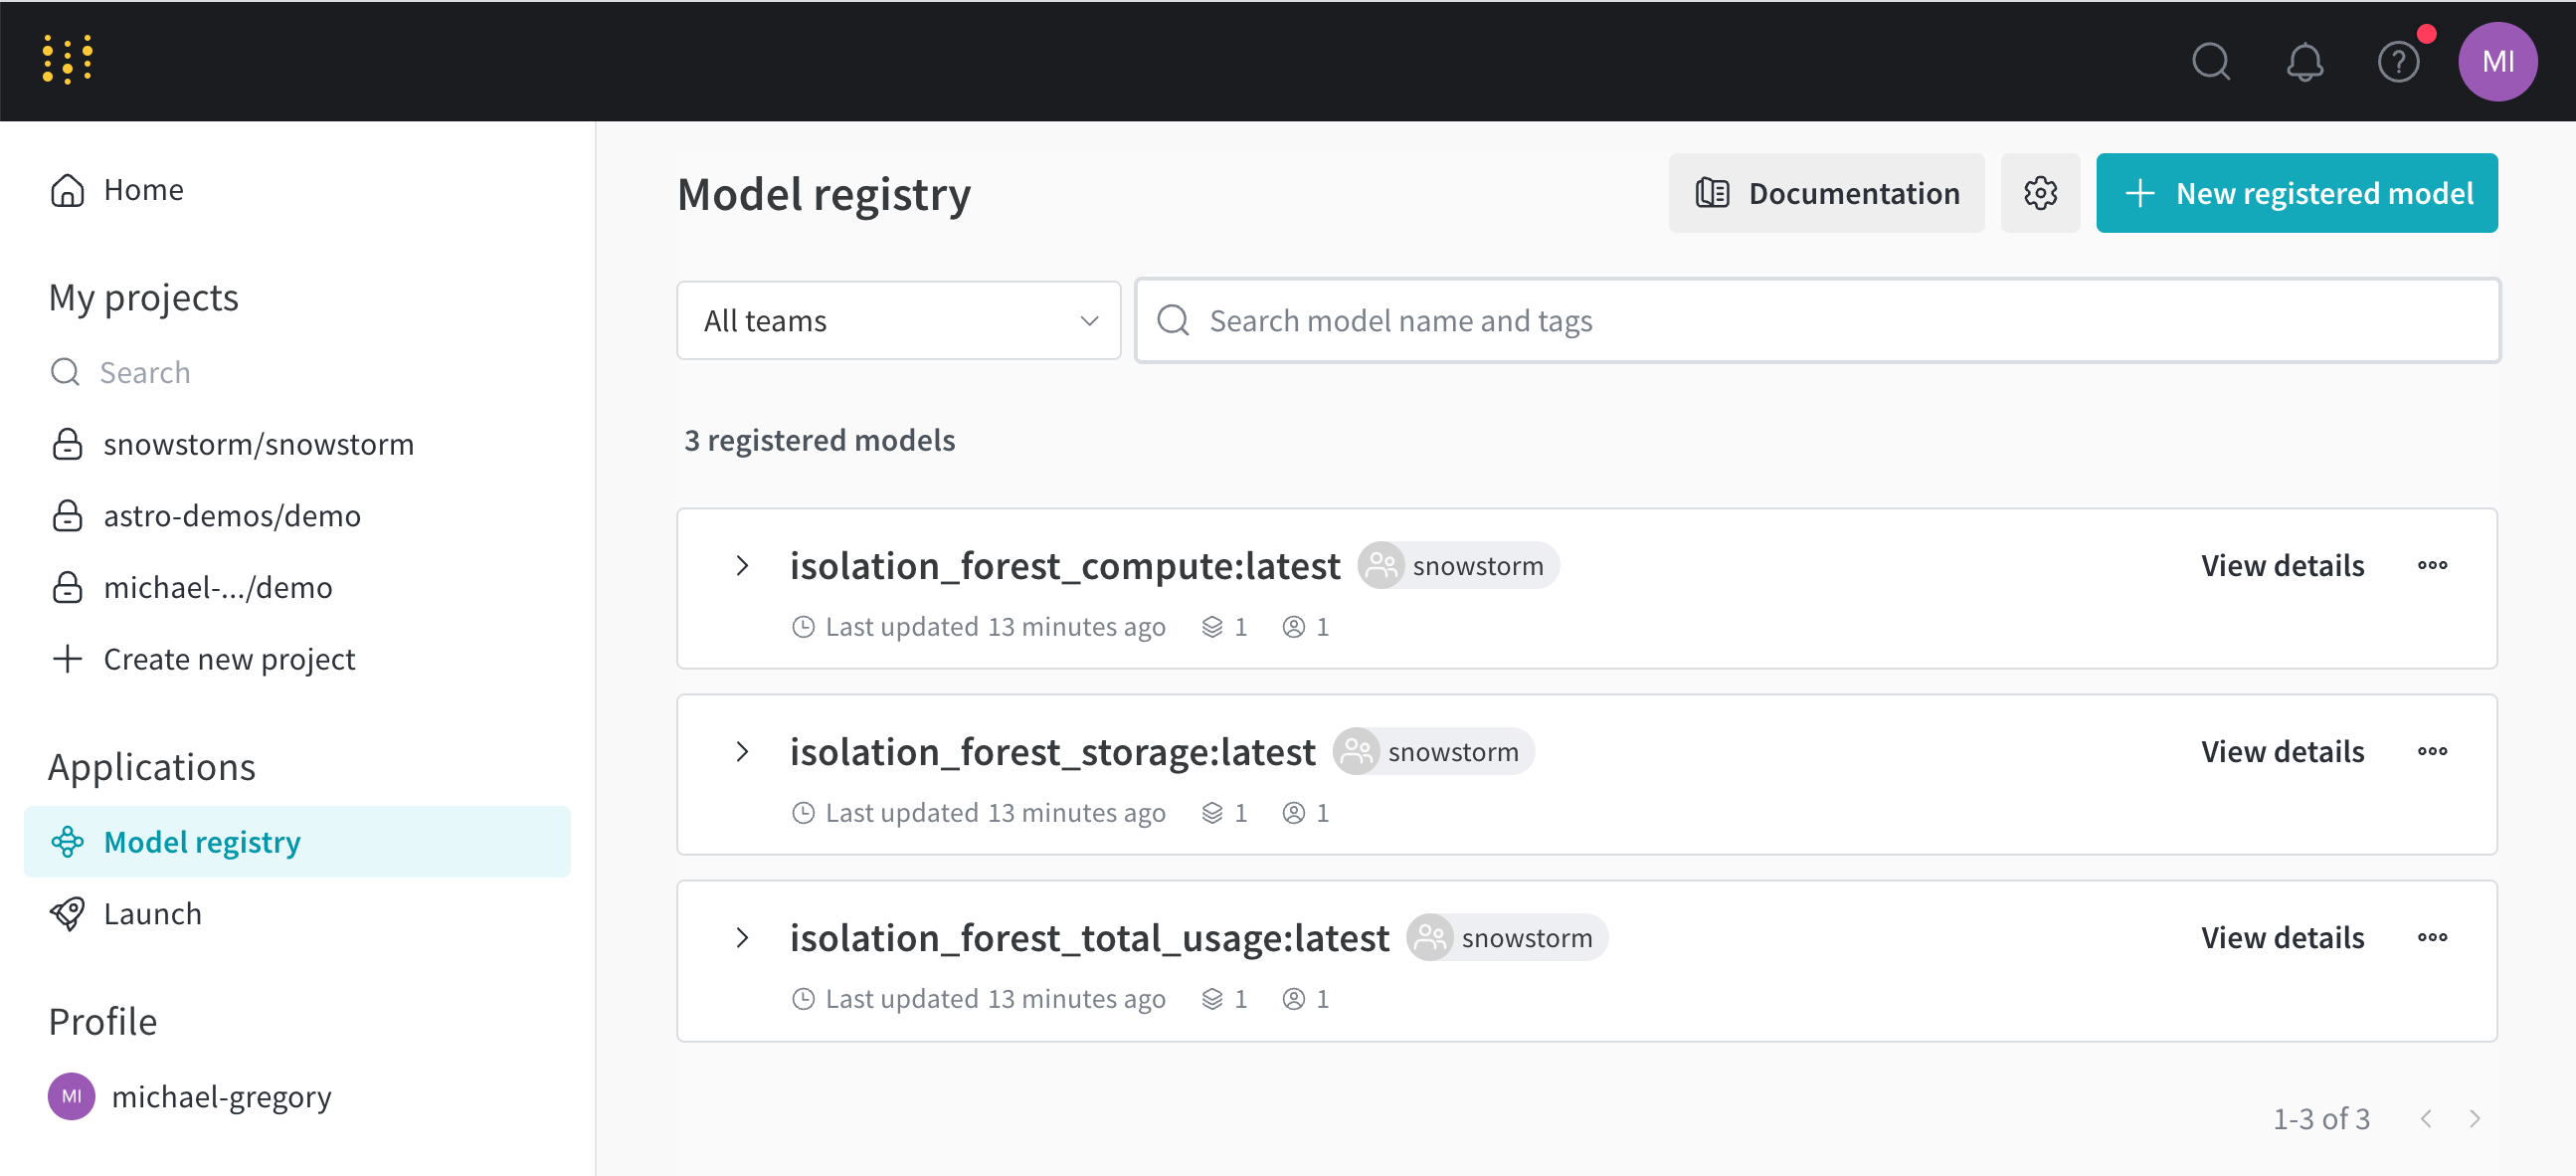 MI
Home
My projects
Search
snowstorm/snowstorm
astro-demos/demo
michael-.../demo
Create new project
Applications
Model registry
Launch
Profile
MI michael-gregory
Model registry
Documentation
New registered model
All teams
Search model name and tags
3 registered models
isolation_forest_compute:latest snowstorm View details
Last updated 13 minutes ago 1 1
isolation_forest_storage:latest snowstorm View details
Last updated 13 minutes ago 1 1
isolation_forest_total_usage:latest snowstorm View details
Last updated 13 minutes ago 1 1
1-3 of 3